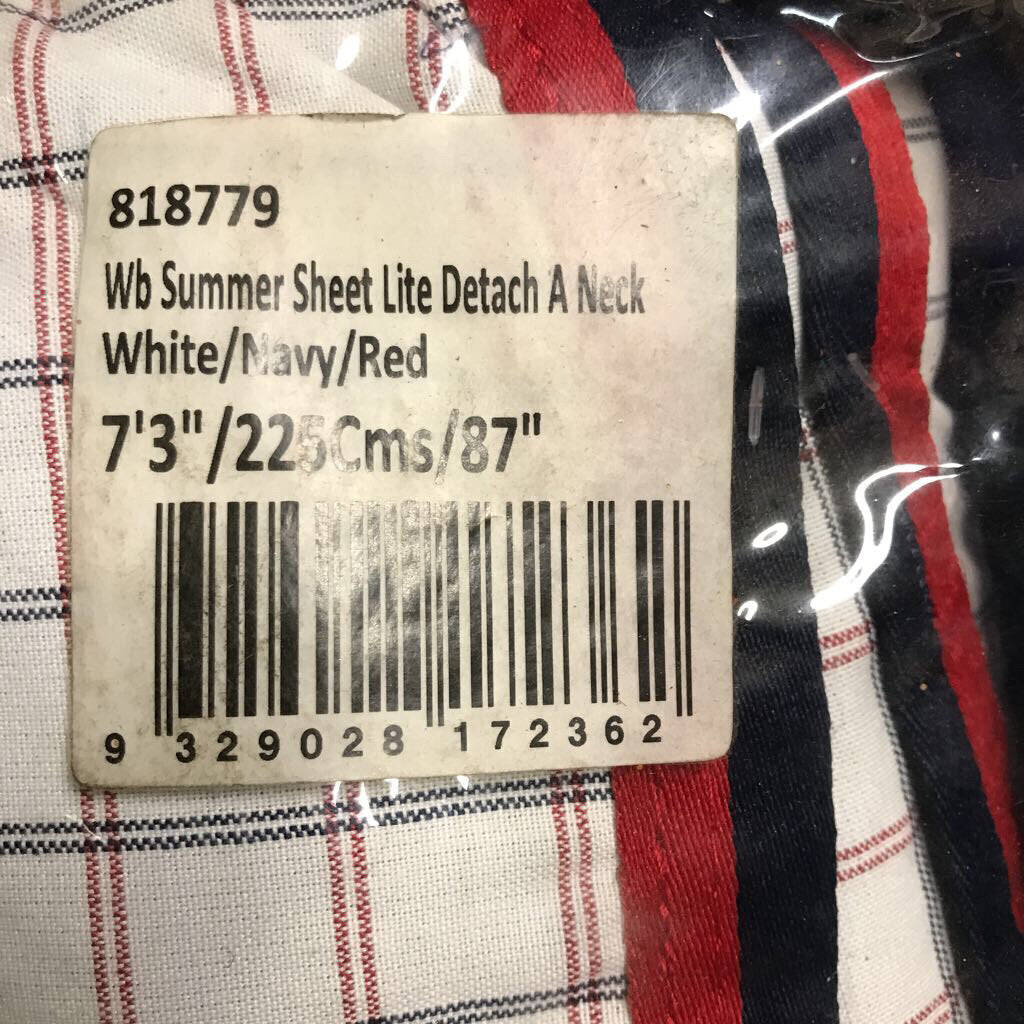 818779
Wb Summer Sheet Lite Detach A Neck
White/Navy/Red
7'3"/225Cms/87"
9 329028 172362